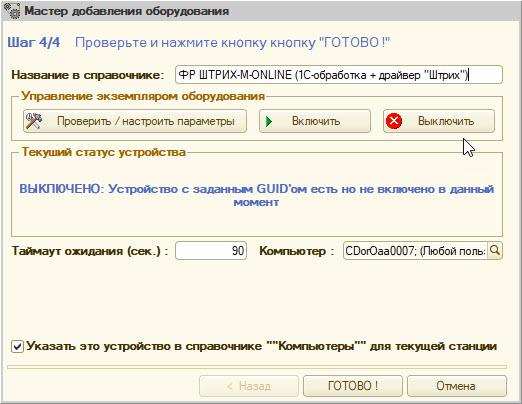 Мастер добавления оборудования
Шаг 4/4 Проверьте и нажмите кнопку кнопку "ГОТОВО !"
Название в справочнике: ФР ШТРИХ-М-ONLINE (1С-обработка + драйвер "Штрих")
Управление экземпляром оборудования
Проверить / настроить параметры Включить Выключить
Текуший статус устройства
ВЫКЛЮЧЕНО: Устройство с заданным GUID'ом есть но не включено в данный
момент
Таймаут ожидания (сек.) : 90 Компьютер : CDorOaa0007; (Любой поль:
Указать это устройство в справочнике ""Компьютеры"" для текущей станции
< Назад ГОТОВО ! Отмена